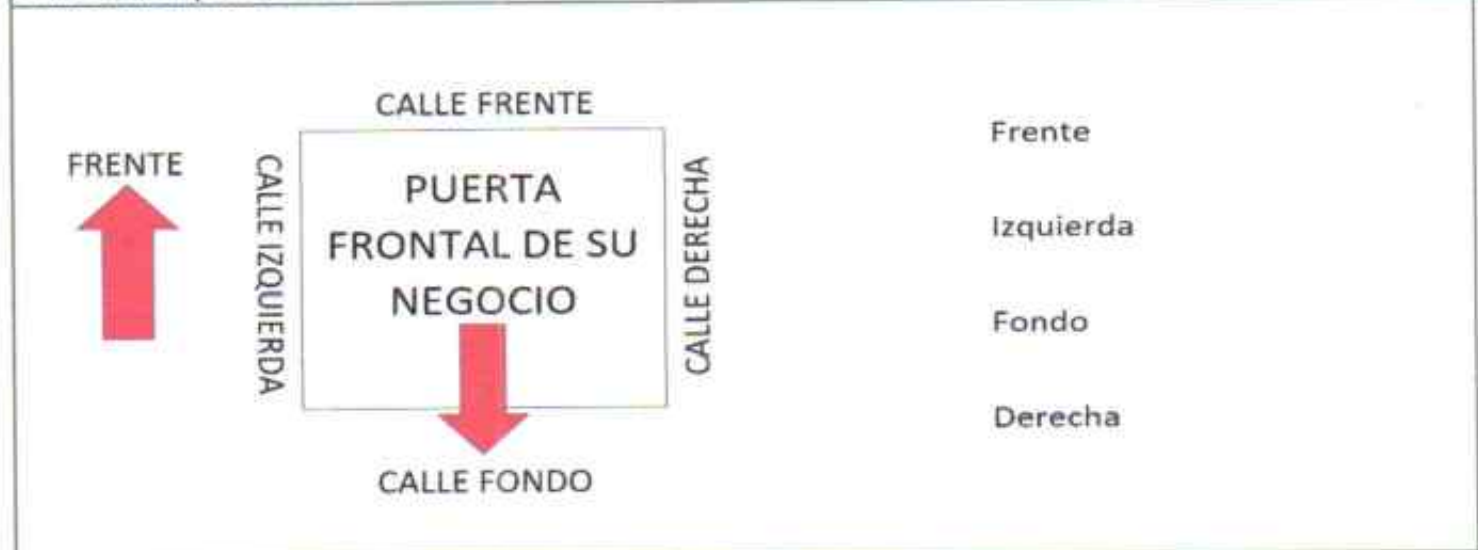 CALLE FRENTE
FRENTE
CALLE IZQUIERDA
PUERTA
FRONTAL DE SU
NEGOCIO
CALLE DERECHA
CALLE FONDO
Frente
Izquierda
Fondo
Derecha